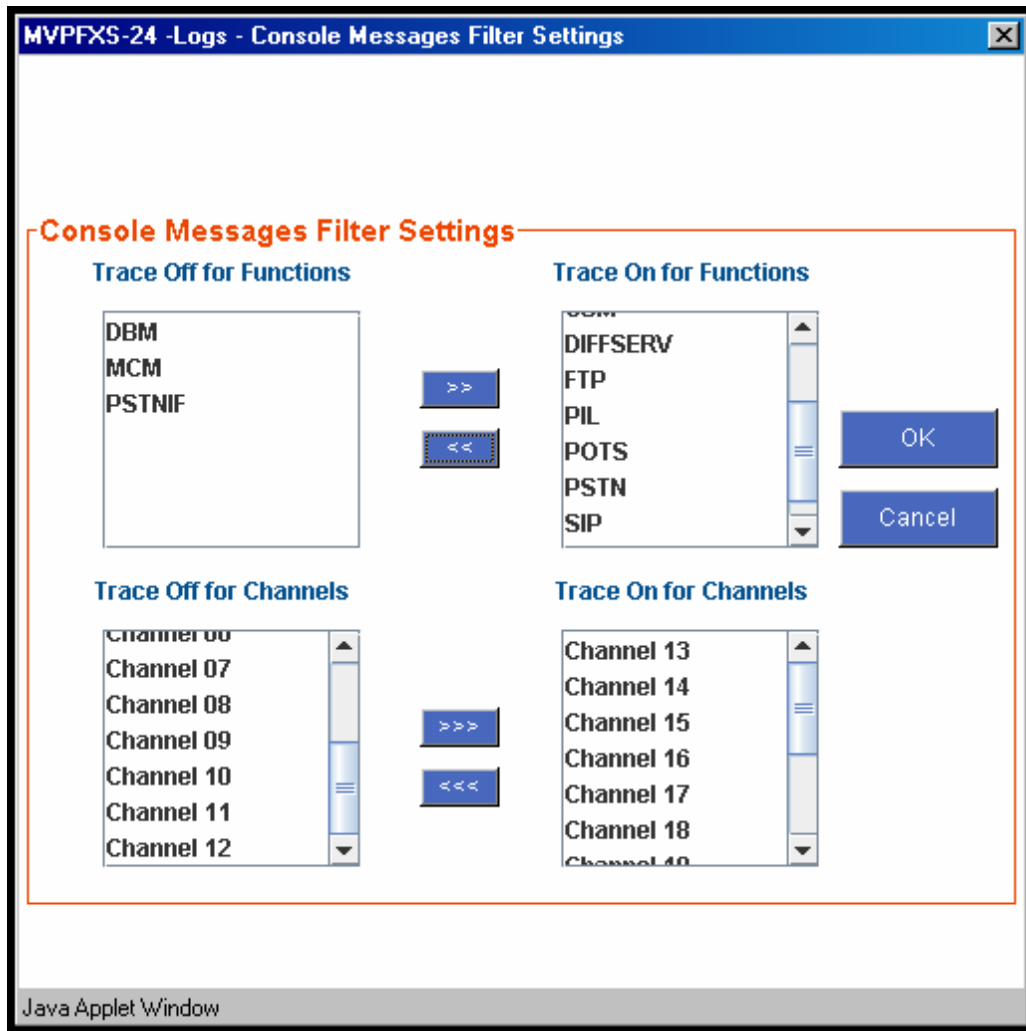 MVPFXS-24 -Logs - Console Messages Filter Settings
Console Messages Filter Settings
Trace Off for Functions
DBM
MCM
PSTNIF
>>
<<
Trace On for Functions
DIFFSERV
FTP
PIL
POTS
PSTN
SIP
OK
Cancel
Trace Off for Channels
Channel 07
Channel 08
Channel 09
Channel 10
Channel 11
Channel 12
>>>
<<<
Trace On for Channels
Channel 13
Channel 14
Channel 15
Channel 16
Channel 17
Channel 18
Java Applet Window